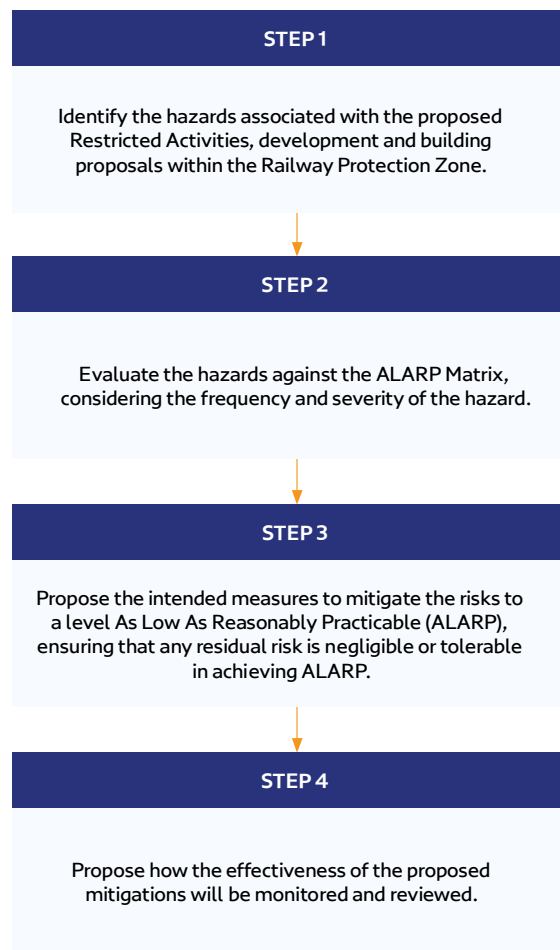 STEP 1
Identify the hazards associated with the proposed
Restricted Activities, development and building
proposals within the Railway Protection Zone.
STEP 2
Evaluate the hazards against the ALARP Matrix,
considering the frequency and severity of the hazard.
STEP 3
Propose the intended measures to mitigate the risks to
a level As Low As Reasonably Practicable (ALARP),
ensuring that any residual risk is negligible or tolerable
in achieving ALARP.
STEP 4
Propose how the effectiveness of the proposed
mitigations will be monitored and reviewed.